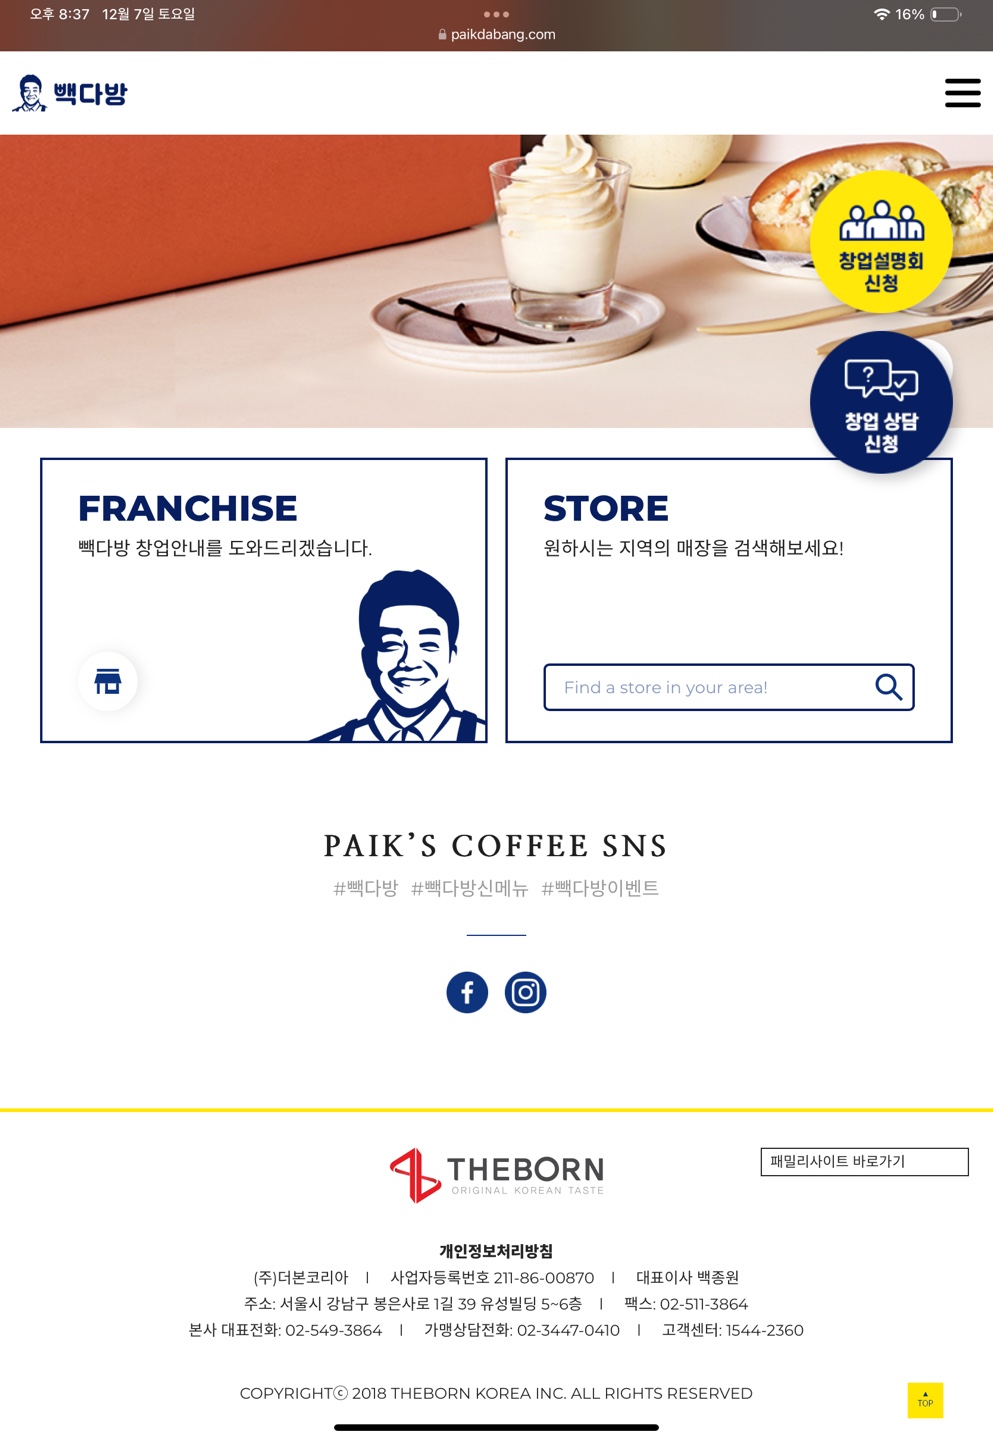 오후 8:37 12월 7일 토요일
16%
paikdabang.com
빽다방
창업설명회
신청
창업 상담
신청
FRANCHISE
빽다방 창업안내를 도와드리겠습니다.
STORE
원하시는 지역의 매장을 검색해보세요!
Find a store in your area!
PAIK'S COFFEE SNS
#빽다방 #빽다방신메뉴 #빽다방이벤트
THEBORN
ORIGINAL KOREAN TASTE
패밀리사이트 바로가기
개인정보처리방침
(주)더본코리아 | 사업자등록번호 211-86-00870 | 대표이사 백종원
주소: 서울시 강남구 봉은사로 1길 39 유성빌딩 5~6층 | 팩스: 02-511-3864
본사 대표전화: 02-549-3864 | 가맹상담전화: 02-3447-0410 | 고객센터: 1544-2360
COPYRIGHTⓒ 2018 THEBORN KOREA INC. ALL RIGHTS RESERVED
TOP